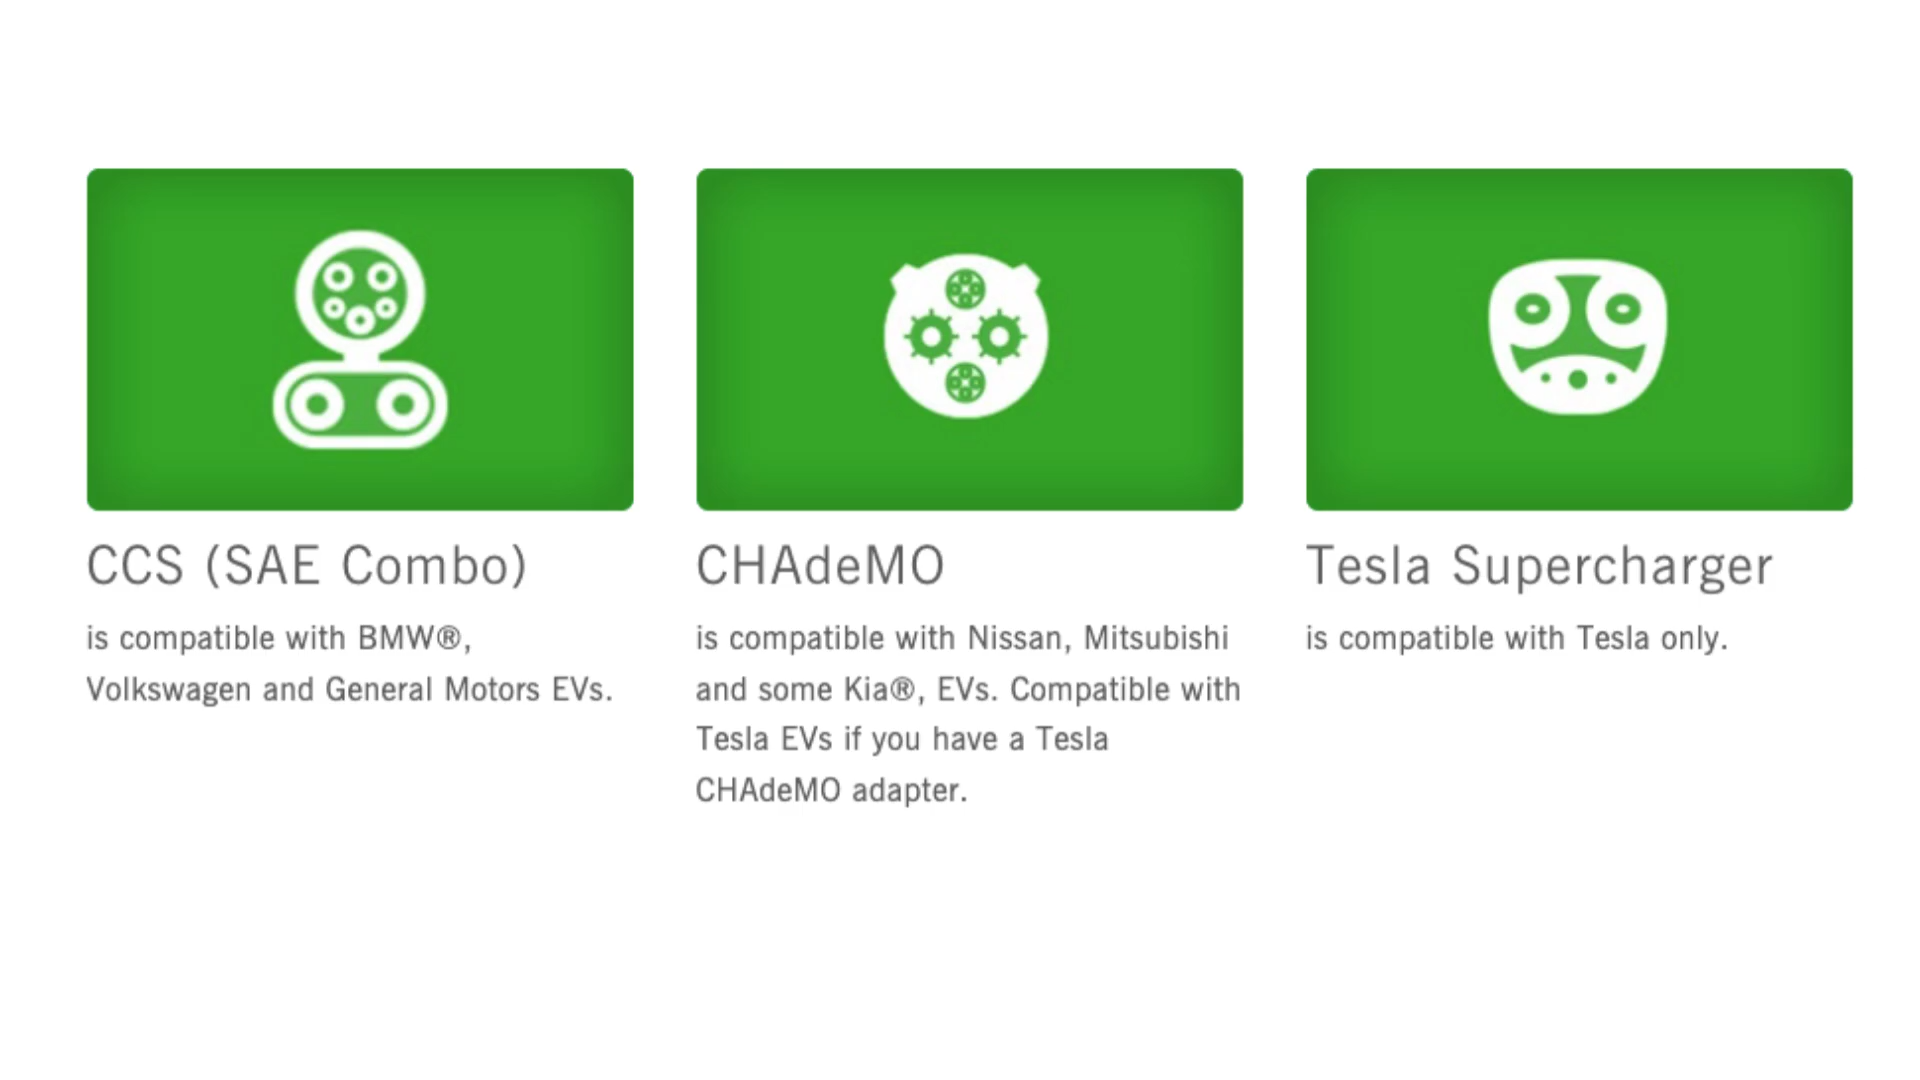 CCS (SAE Combo)
is compatible with BMW®,
Volkswagen and General Motors EVs.
CHAdeMO
is compatible with Nissan, Mitsubishi
and some Kia®, EVs. Compatible with
Tesla EVs if you have a Tesla
CHAdeMO adapter.
Tesla Supercharger
is compatible with Tesla only.